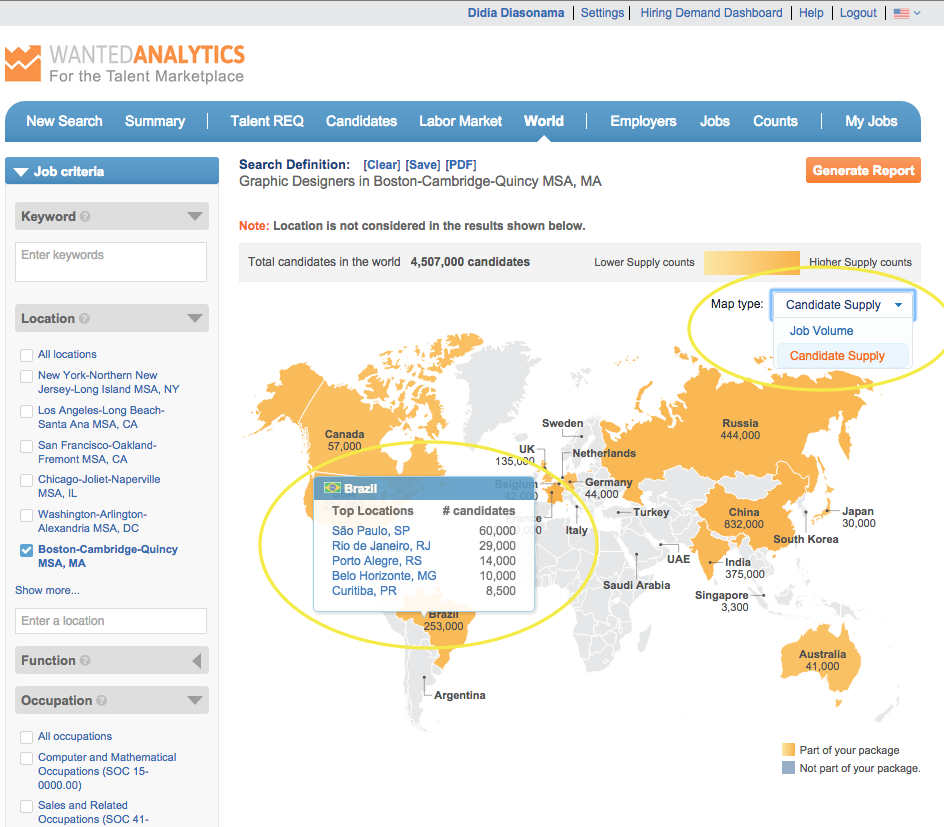 Didia Diasonama | Settings | Hiring Demand Dashboard | Help | Logout
WANTEDANALYTICS
For the Talent Marketplace
New Search Summary | Talent REQ Candidates Labor Market World | Employers Jobs Counts | My Jobs
Job criteria
Keyword ?
Enter keywords
Location ?
All locations
New York-Northern New
Jersey-Long Island MSA, NY
Los Angeles-Long Beach-
Santa Ana MSA, CA
San Francisco-Oakland-
Fremont MSA, CA
Chicago-Joliet-Naperville
MSA, IL
Washington-Arlington-
Alexandria MSA, DC
Boston-Cambridge-Quincy
MSA, MA
Show more...
Enter a location
Function ?
Occupation ?
All occupations
Computer and Mathematical
Occupations (SOC 15-
0000.00)
Sales and Related
Occupations (SOC 41-
Search Definition: [Clear] [Save] [PDF]
Graphic Designers in Boston-Cambridge-Quincy MSA, MA
Generate Report
Note: Location is not considered in the results shown below.
Total candidates in the world 4,507,000 candidates
Lower Supply counts Higher Supply counts
Map type: Candidate Supply
Job Volume
Candidate Supply
Canada
57,000
Sweden
UK
135,000
Netherlands
Belgium
42,000
Germany
44,000
France
Italy
Turkey
Russia
444,000
China
832,000
Japan
30,000
South Korea
India
375,000
UAE
Saudi Arabia
Singapore
3,300
Brazil
Top Locations # candidates
São Paulo, SP 60,000
Rio de Janeiro, RJ 29,000
Porto Alegre, RS 14,000
Belo Horizonte, MG 10,000
Curitiba, PR 8,500
Brazil
253,000
Argentina
Australia
41,000
Part of your package
Not part of your package.